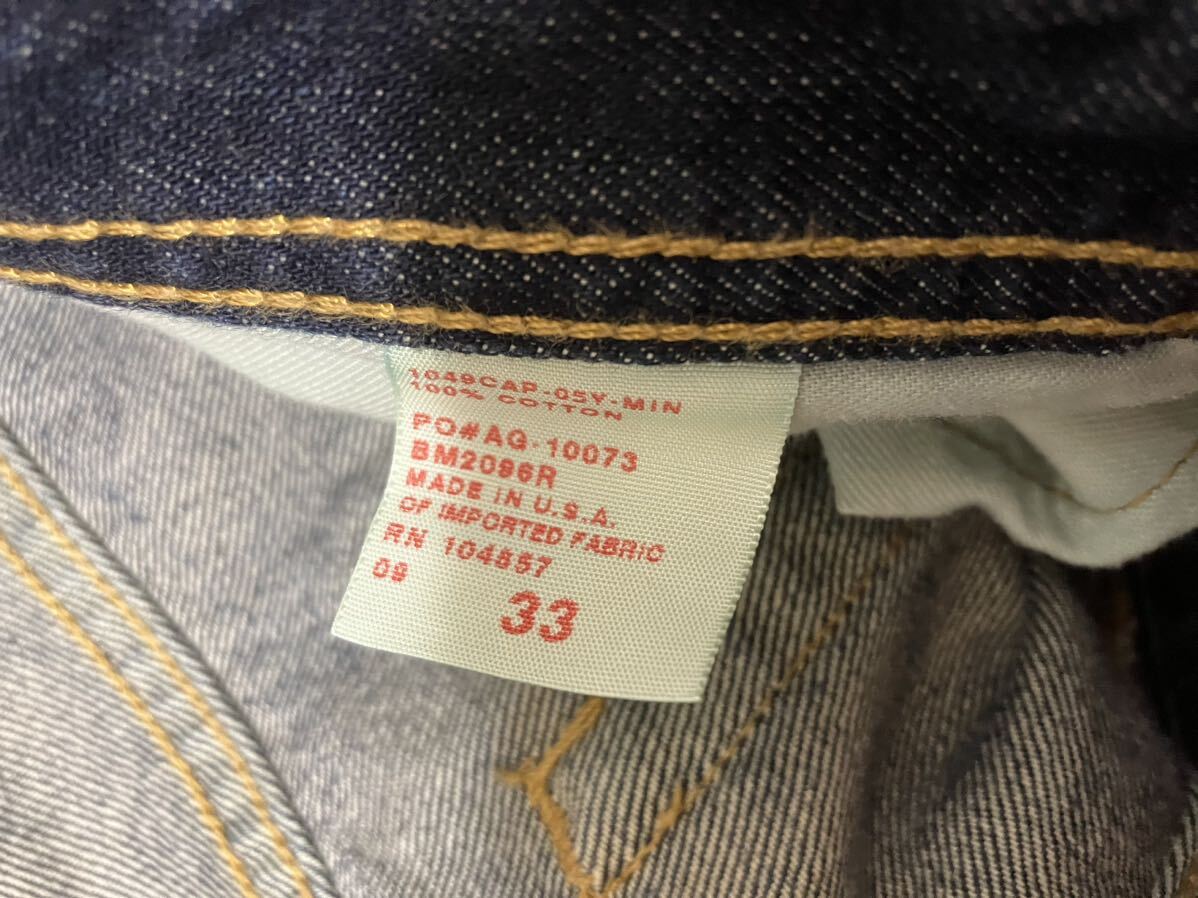 1049CAP-05Y-MIN
100% COTTON
PO#AG-10073
BM2096R
MADE IN U.S.A.
OF IMPORTED FABRIC
RN 104857
09
33